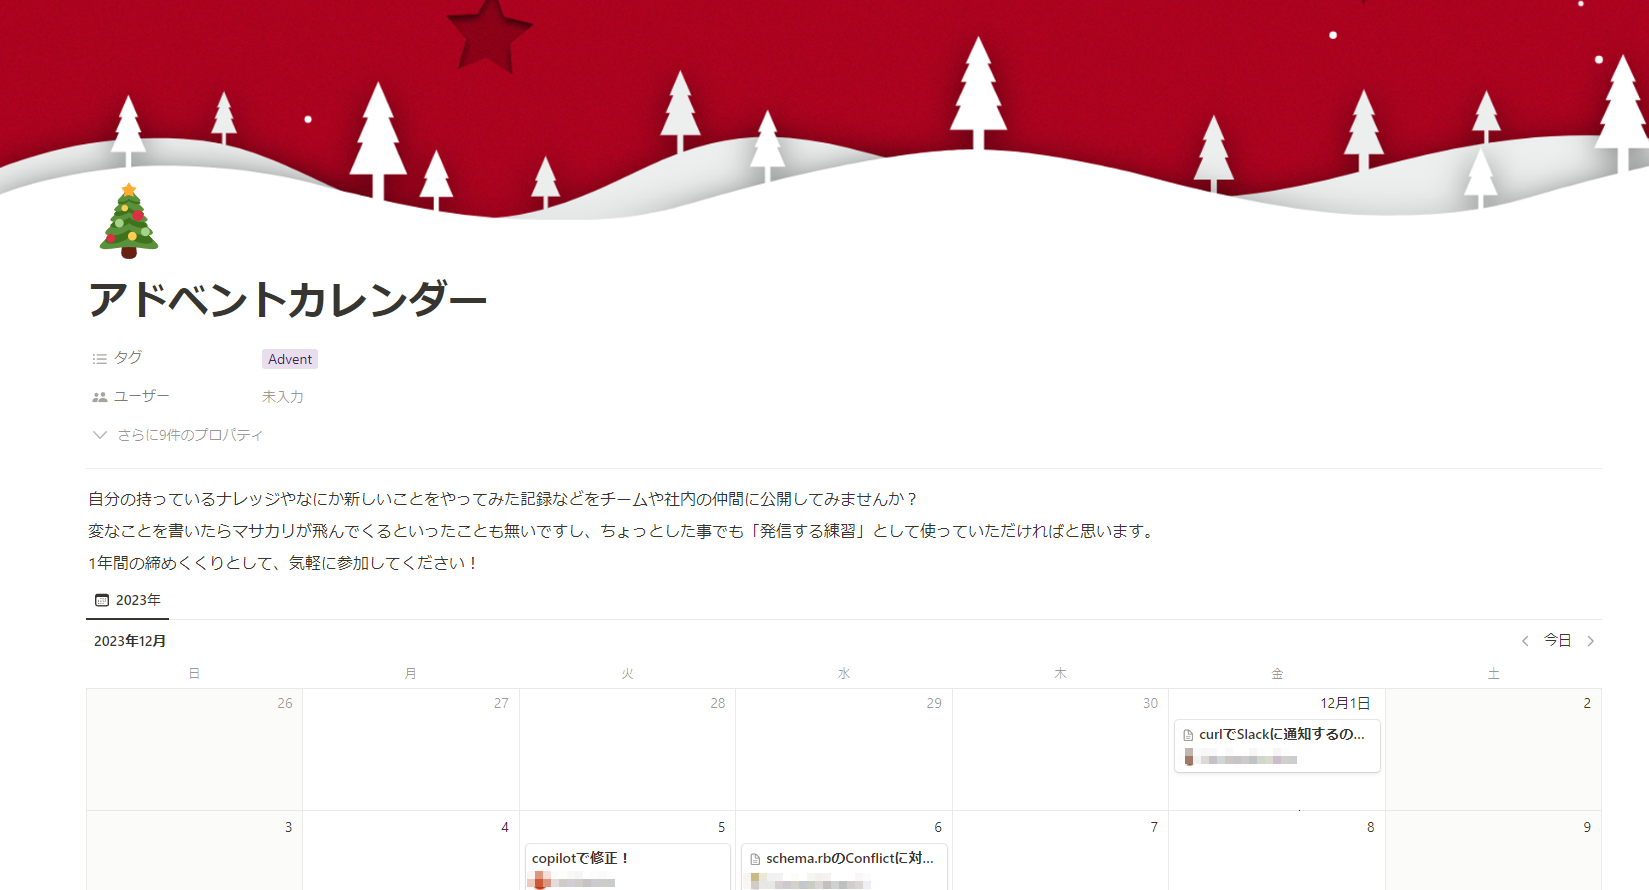 アドベントカレンダー
タグ Advent
ユーザー 未入力
さらに9件のプロパティ
自分の持っているナレッジやなにか新しいことをやってみた記録などをチームや社内の仲間に公開してみませんか？
変なことを書いたらマサカリが飛んでくるといったことも無いですし、ちょっとした事でも「発信する練習」として使っていただければと思います。
1年間の締めくくりとして、気軽に参加してください！
2023年
2023年12月 今日
日 月 火 水 木 金 土
26 27 28 29 30 12月1日 2
curlでSlackに通知するの...
3 4 5 6 7 8 9
copilotで修正！ schema.rbのConflictに対...